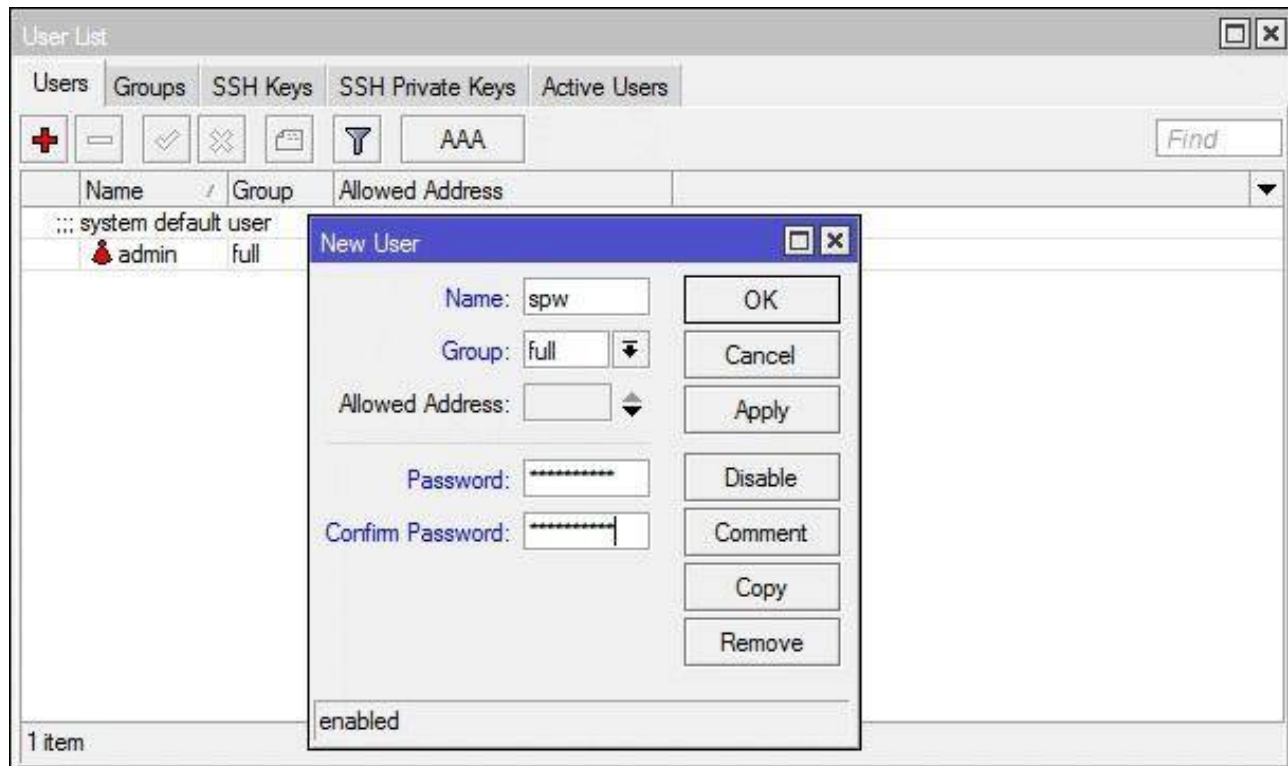 User List
Users Groups SSH Keys SSH Private Keys Active Users
AAA Find
Name / Group Allowed Address
;;; system default user
admin full
New User
Name: spw OK
Group: full Cancel
Allowed Address: Apply
Password: ********** Disable
Confirm Password: ********** Comment
Copy
Remove
enabled
1 item